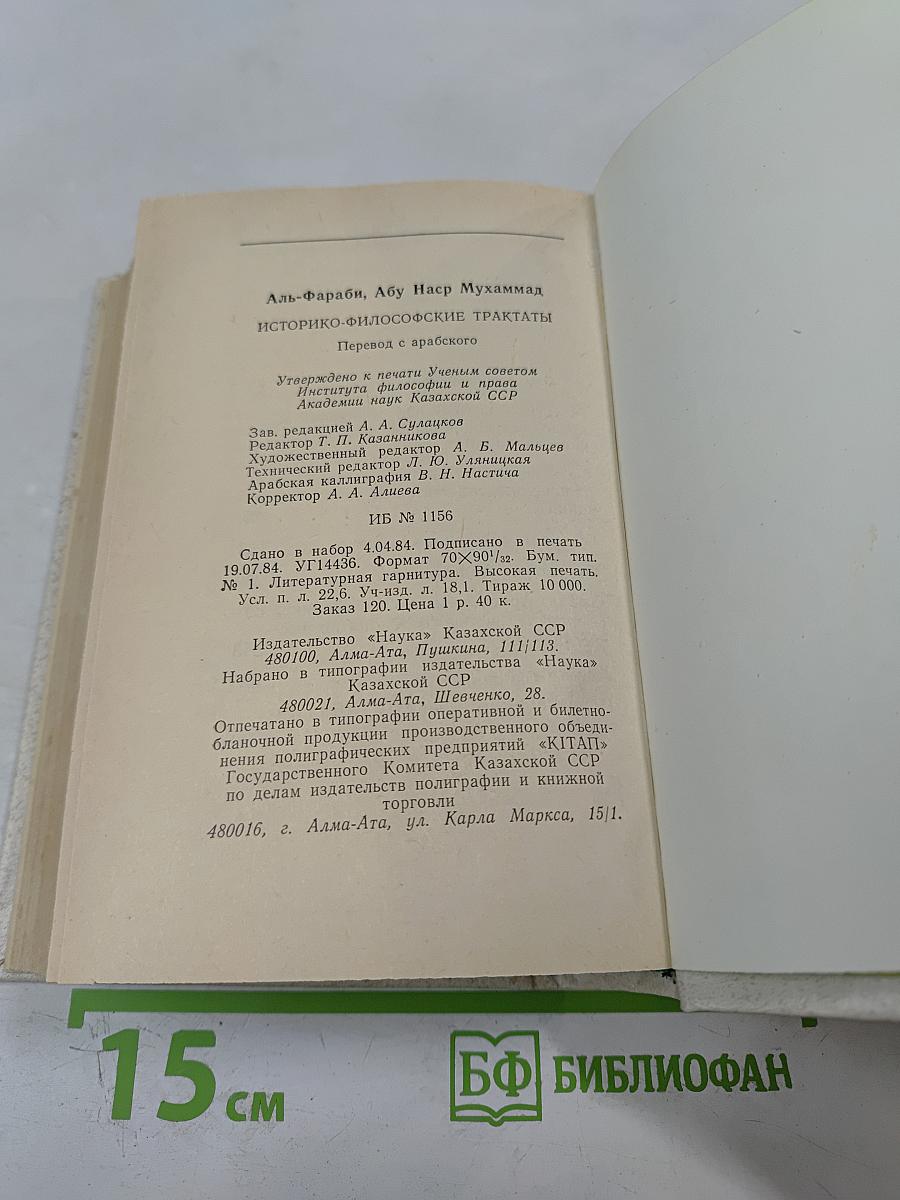 Аль-Фараби, Абу Наср Мухаммад
ИСТОРИКО-ФИЛОСОФСКИЕ ТРАКТАТЫ
Перевод с арабского
Утверждено к печати Ученым советом
Института философии и права
Академии наук Казахской ССР
Зав. редакцией А. А. Сулацков
Редактор Т. П. Казанникова
Художественный редактор А. Б. Мальцев
Технический редактор Л. Ю. Уляницкая
Арабская каллиграфия В. Н. Настича
Корректор А. А. Алиева
ИБ № 1156
Сдано в набор 4.04.84. Подписано в печать
19.07.84. УГ14436. Формат 70×90¹/₃₂. Бум. тип.
№ 1. Литературная гарнитура. Высокая печать.
Усл. п. л. 22,6. Уч-изд. л. 18,1. Тираж 10 000.
Заказ 120. Цена 1 р. 40 к.
Издательство «Наука» Казахской ССР
480100, Алма-Ата, Пушкина, 111/113.
Набрано в типографии издательства «Наука»
Казахской ССР
480021, Алма-Ата, Шевченко, 28.
Отпечатано в типографии оперативной и билетно-
бланочной продукции производственного объеди-
нения полиграфических предприятий «ҚІТАП»
Государственного Комитета Казахской ССР
по делам издательств полиграфии и книжной
торговли
480016, г. Алма-Ата, ул. Карла Маркса, 15/1.
15 см
БФ БИБЛИОФАН